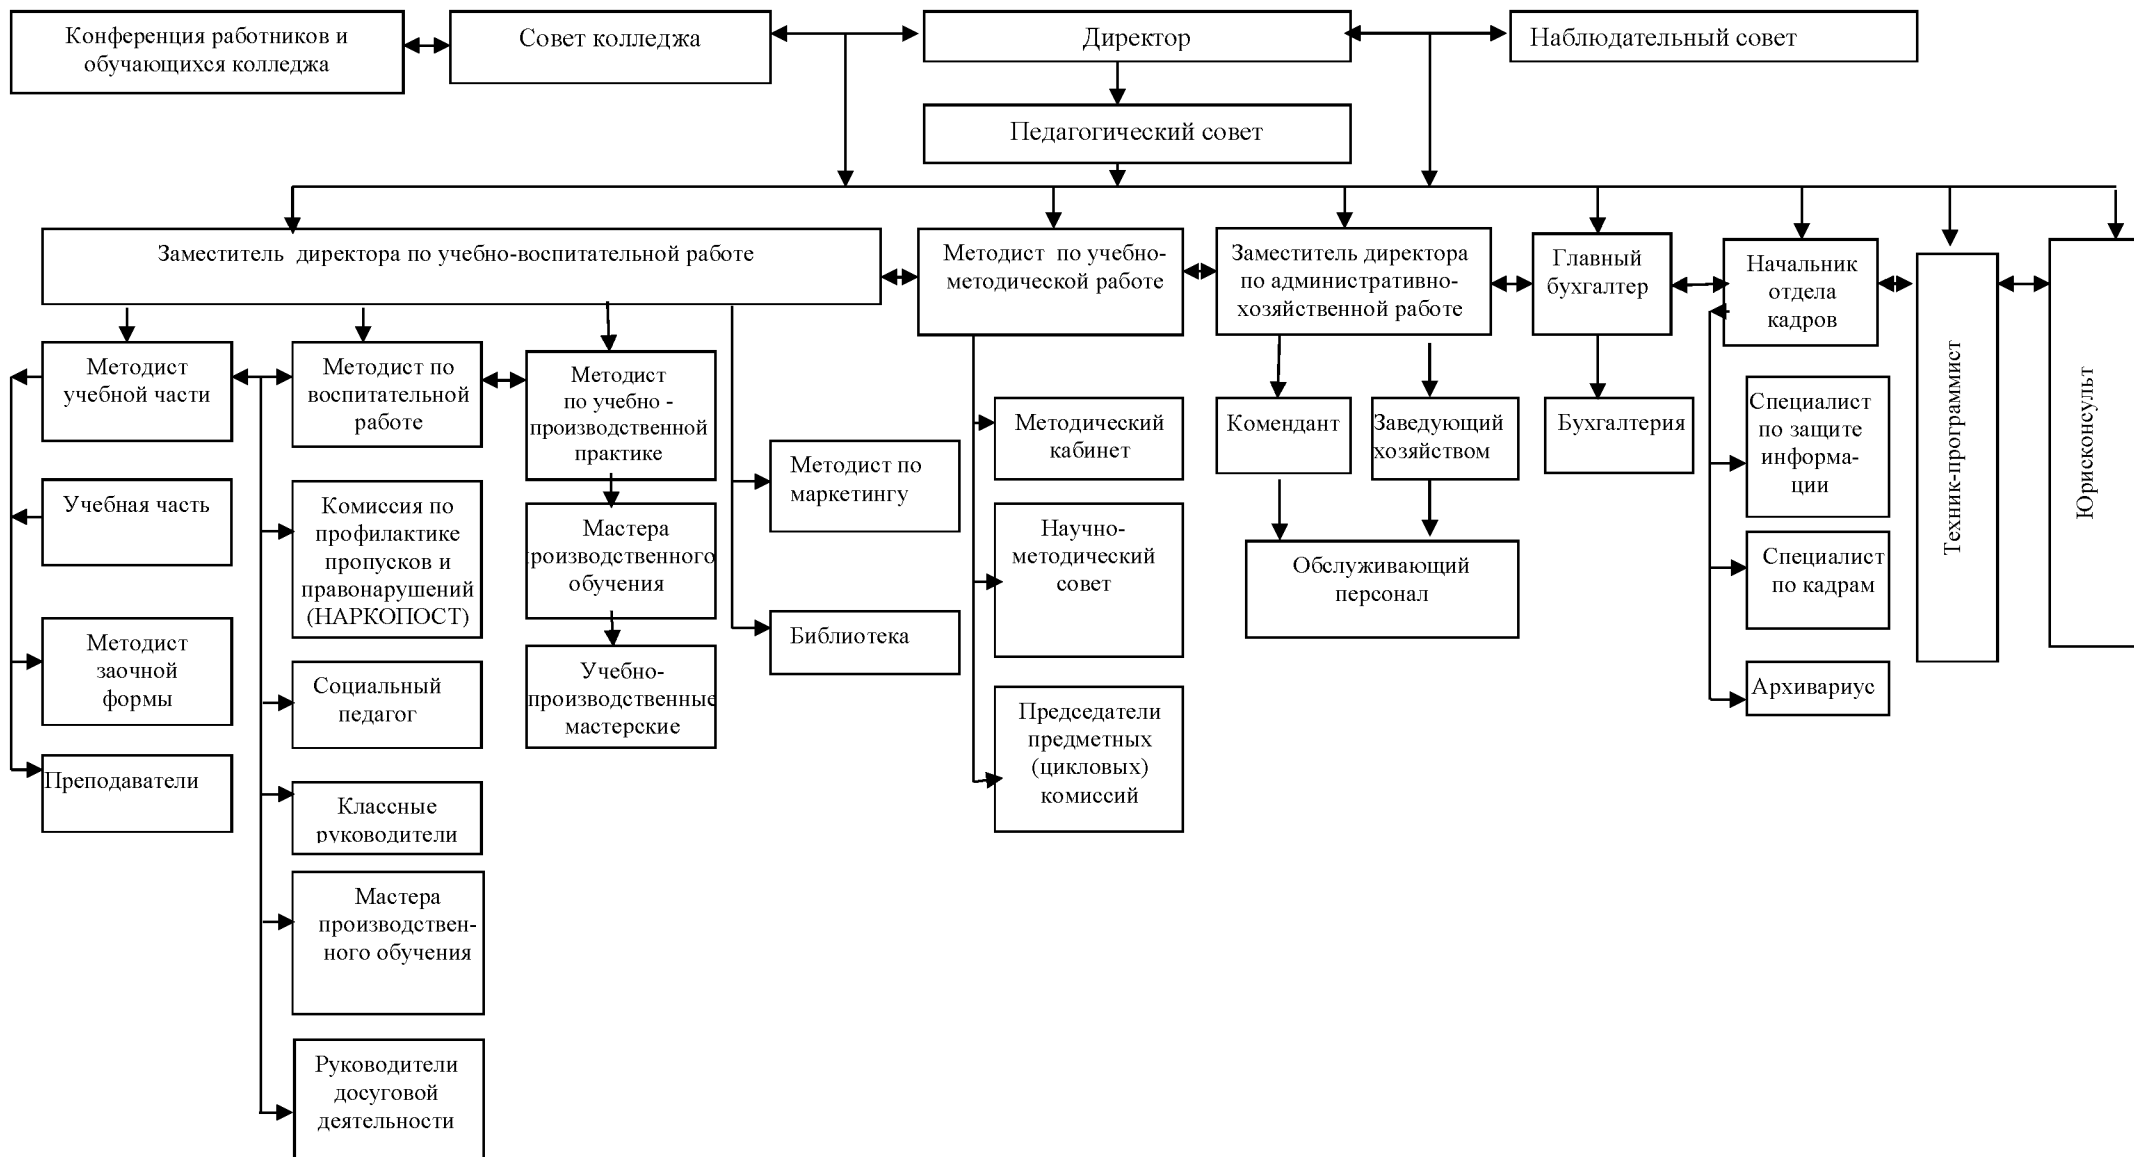 Конференция работников и
обучающихся колледжа
Совет колледжа
Директор
Наблюдательный совет
Педагогический совет
Заместитель директора по учебно-воспитательной работе
Методист по учебно-
методической работе
Заместитель директора
по административно-
хозяйственной работе
Главный
бухгалтер
Начальник
отдела
кадров
Техник-программист
Юрисконсульт
Методист
учебной части
Учебная часть
Методист
заочной
формы
Преподаватели
Методист по
воспитательной
работе
Комиссия по
профилактике
пропусков и
правонарушений
(НАРКОПОСТ)
Социальный
педагог
Классные
руководители
Мастера
производствен-
ного обучения
Руководители
досуговой
деятельности
Методист
по учебно -
производственной
практике
Мастера
производственного
обучения
Учебно-
производственные
мастерские
Методист по
маркетингу
Библиотека
Методический
кабинет
Научно-
методический
совет
Председатели
предметных
(цикловых)
комиссий
Комендант
Заведующий
хозяйством
Обслуживающий
персонал
Бухгалтерия
Специалист
по защите
информа-
ции
Специалист
по кадрам
Архивариус